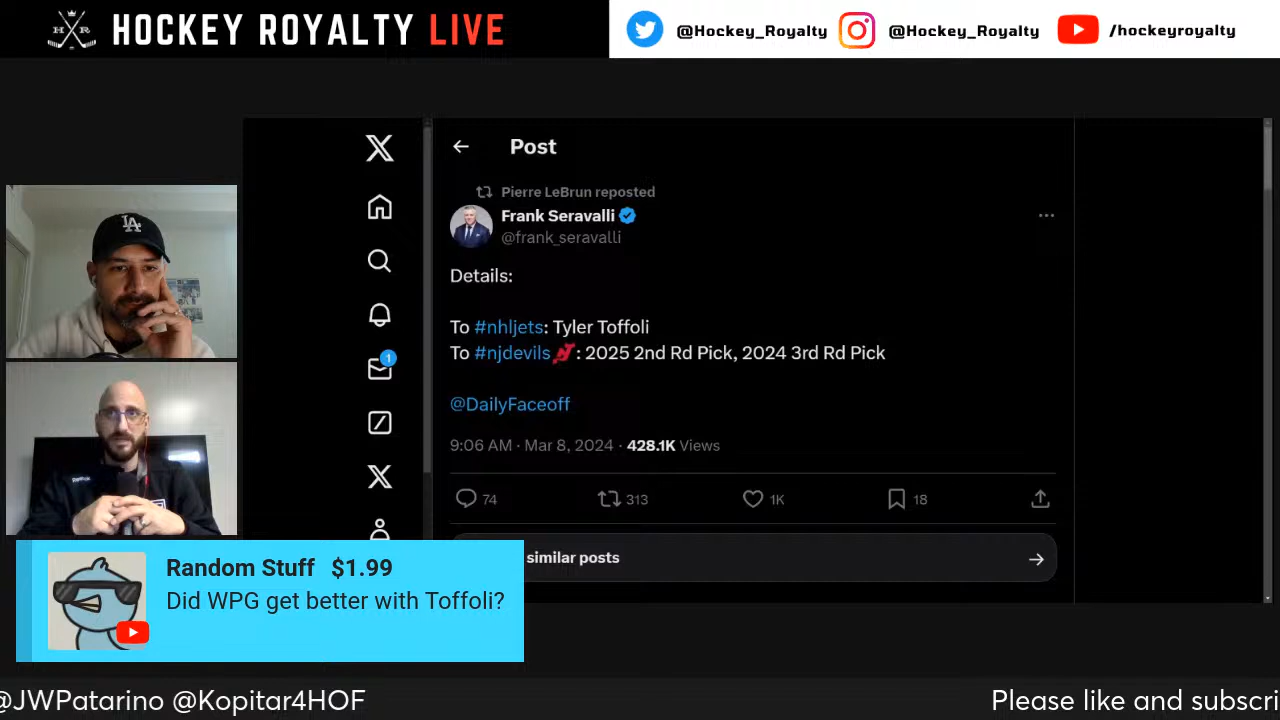 HOCKEY ROYALTY LIVE
@Hockey_Royalty
@Hockey_Royalty
/hockeyroyalty
Post
Pierre LeBrun reposted
Frank Seravalli
@frank_seravalli
Details:
To #nhljets: Tyler Toffoli
To #njdevils : 2025 2nd Rd Pick, 2024 3rd Rd Pick
@DailyFaceoff
9:06 AM · Mar 8, 2024 · 428.1K Views
74 313 1K 18
similar posts
1
LA
Reebok
Random Stuff $1.99
Did WPG get better with Toffoli?
@JWPatarino @Kopitar4HOF
Please like and subscri